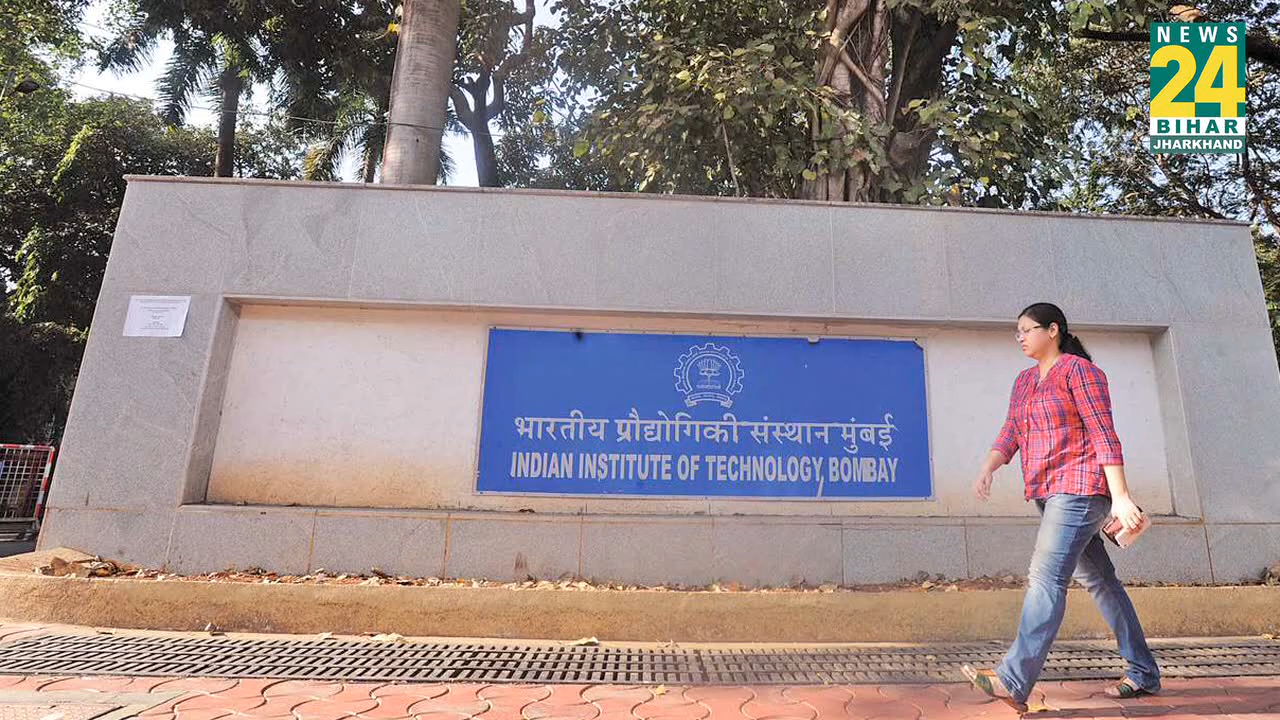 NEWS
24
BIHAR
JHARKHAND
भारतीय प्रौद्योगिकी संस्थान मुंबई
INDIAN INSTITUTE OF TECHNOLOGY, BOMBAY